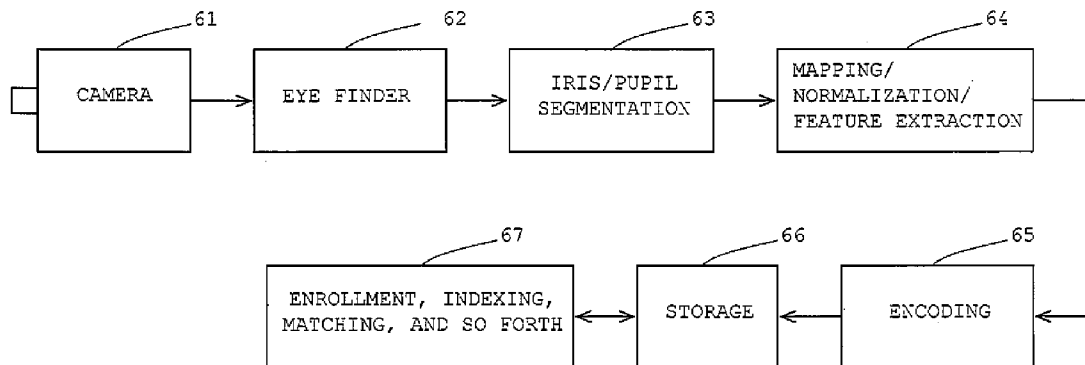 61
62
63
64
CAMERA
EYE FINDER
IRIS/PUPIL
SEGMENTATION
MAPPING/
NORMALIZATION/
FEATURE EXTRACTION
67
66
65
ENROLLMENT, INDEXING,
MATCHING, AND SO FORTH
STORAGE
ENCODING